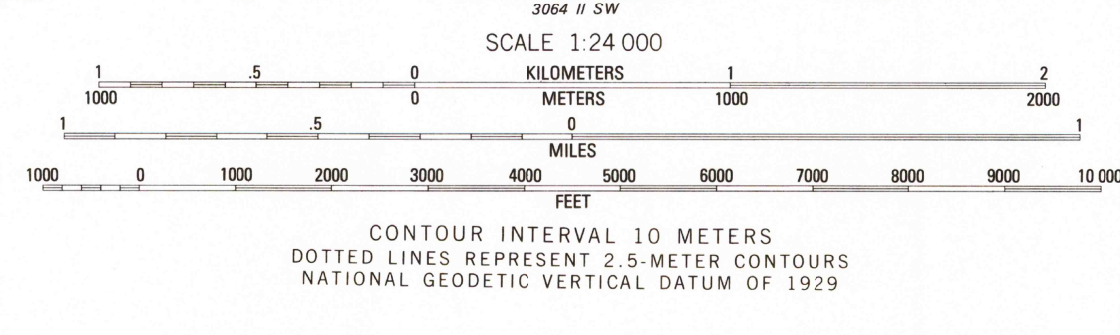 3064 II SW
SCALE 1:24 000
1 .5 0 KILOMETERS 1 2
1000 0 METERS 1000 2000
1 .5 0 1
MILES
1000 0 1000 2000 3000 4000 5000 6000 7000 8000 9000 10 000
FEET
CONTOUR INTERVAL 10 METERS
DOTTED LINES REPRESENT 2.5-METER CONTOURS
NATIONAL GEODETIC VERTICAL DATUM OF 1929